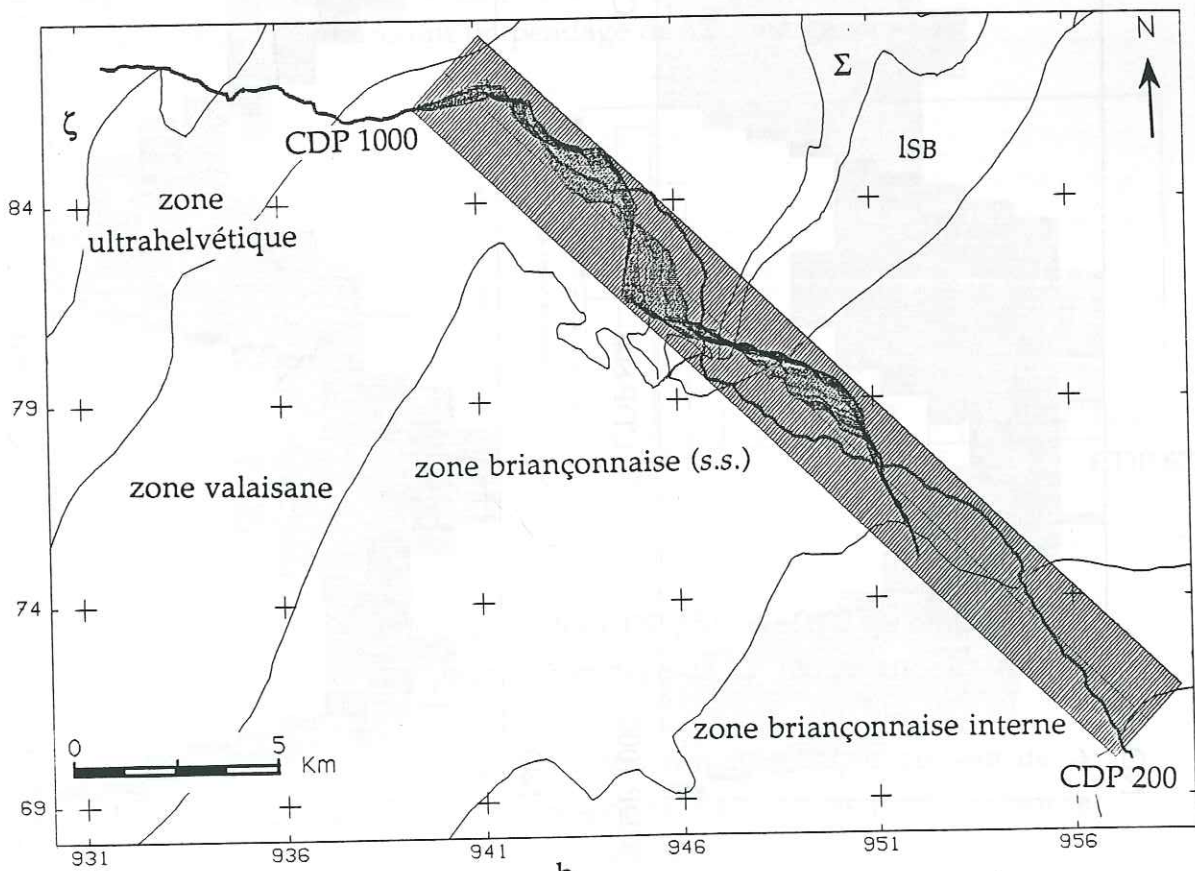 N
Σ
ζ
CDP 1000
lSB
84
zone
ultrahelvétique
79
zone briançonnaise (s.s.)
zone valaisane
74
zone briançonnaise interne
0 5
Km
CDP 200
69
931 936 941 946 951 956